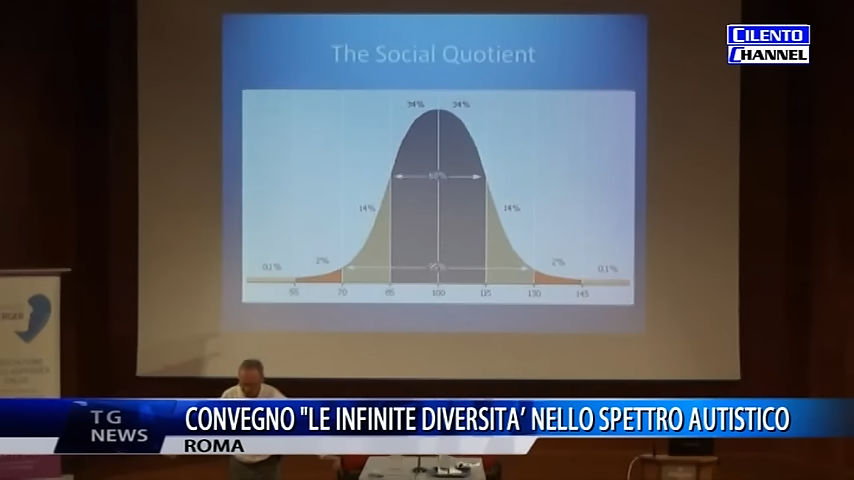 CILENTO
CHANNEL
The Social Quotient
34% 34%
68%
14% 14%
95%
0.1% 2% 2% 0.1%
55 70 85 100 115 130 145
TG
NEWS
CONVEGNO "LE INFINITE DIVERSITA' NELLO SPETTRO AUTISTICO
ROMA